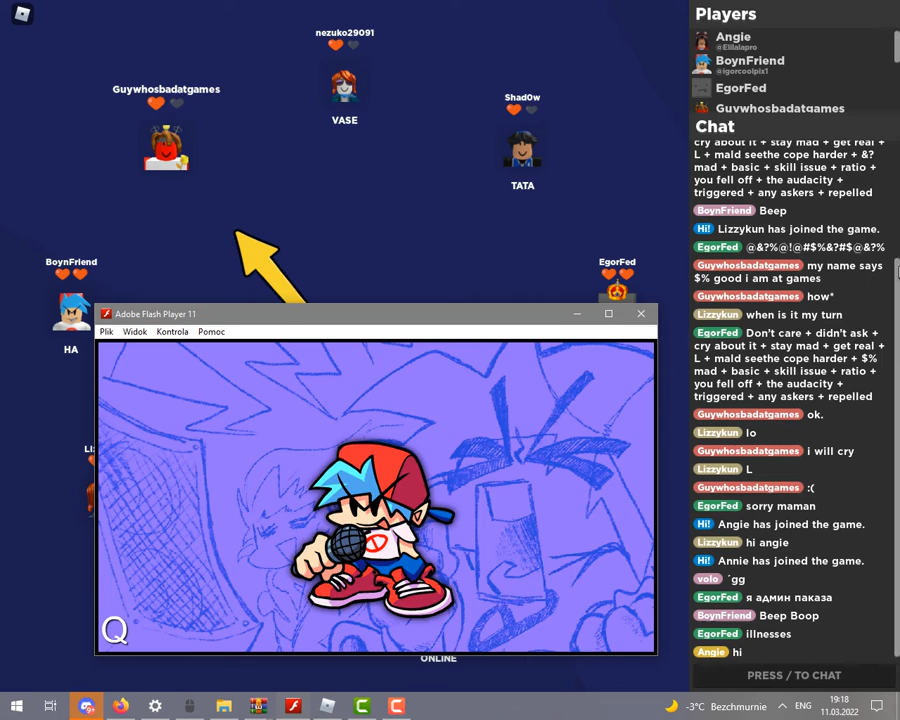 nezuko29091
VASE
Guywhosbadatgames
Shad0w
TATA
BoynFriend
HA
EgorFed
Adobe Flash Player 11
Plik Widok Kontrola Pomoc
Q
ONLINE
Players
Angie
@Elilalapro
BoynFriend
@igorcoolpix1
EgorFed
Guywhosbadatgames
Chat
cry about it + stay mad + get real +
L + mald seethe cope harder + &?
mad + basic + skill issue + ratio +
you fell off + the audacity +
triggered + any askers + repelled
BoynFriend Beep
Hi! Lizzykun has joined the game.
EgorFed @&?%@!@#$%&?#$@&?%
Guywhosbadatgames my name says
$% good i am at games
Guywhosbadatgames how*
Lizzykun when is it my turn
EgorFed Don't care + didn't ask +
cry about it + stay mad + get real +
L + mald seethe cope harder + $%
mad + basic + skill issue + ratio +
you fell off + the audacity +
triggered + any askers + repelled
Guywhosbadatgames ok.
Lizzykun lo
Guywhosbadatgames i will cry
Lizzykun L
Guywhosbadatgames :(
EgorFed sorry maman
Hi! Angie has joined the game.
Lizzykun hi angie
Hi! Annie has joined the game.
volo ´gg
EgorFed я админ паказа
BoynFriend Beep Boop
EgorFed illnesses
Angie hi
PRESS / TO CHAT
-3°C Bezchmurnie
ENG
19:18
11.03.2022